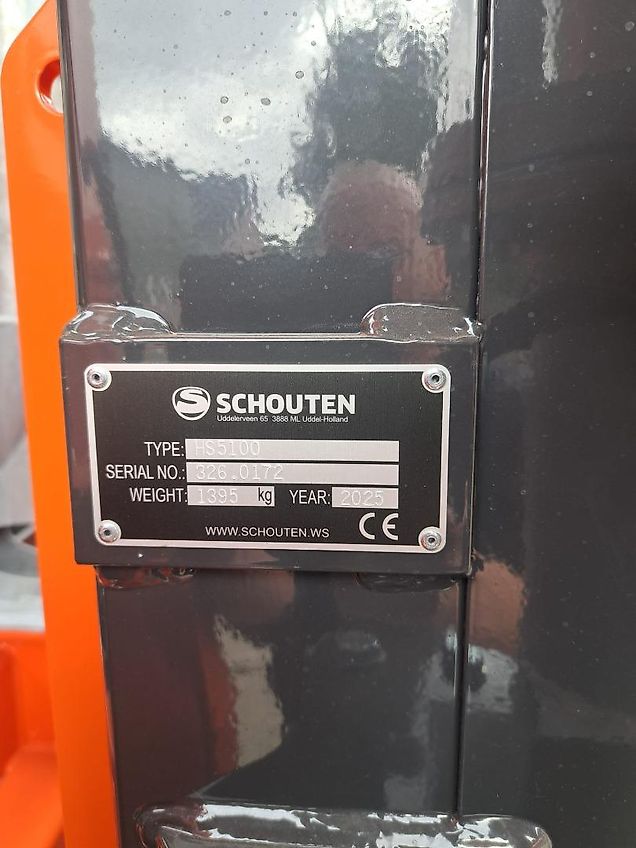 SCHOUTEN
Uddelerveen 65 3888 ML Uddel-Holland
TYPE: HS5100
SERIAL NO.: 326.0172
WEIGHT: 1395 kg YEAR: 2025
WWW.SCHOUTEN.WS CE